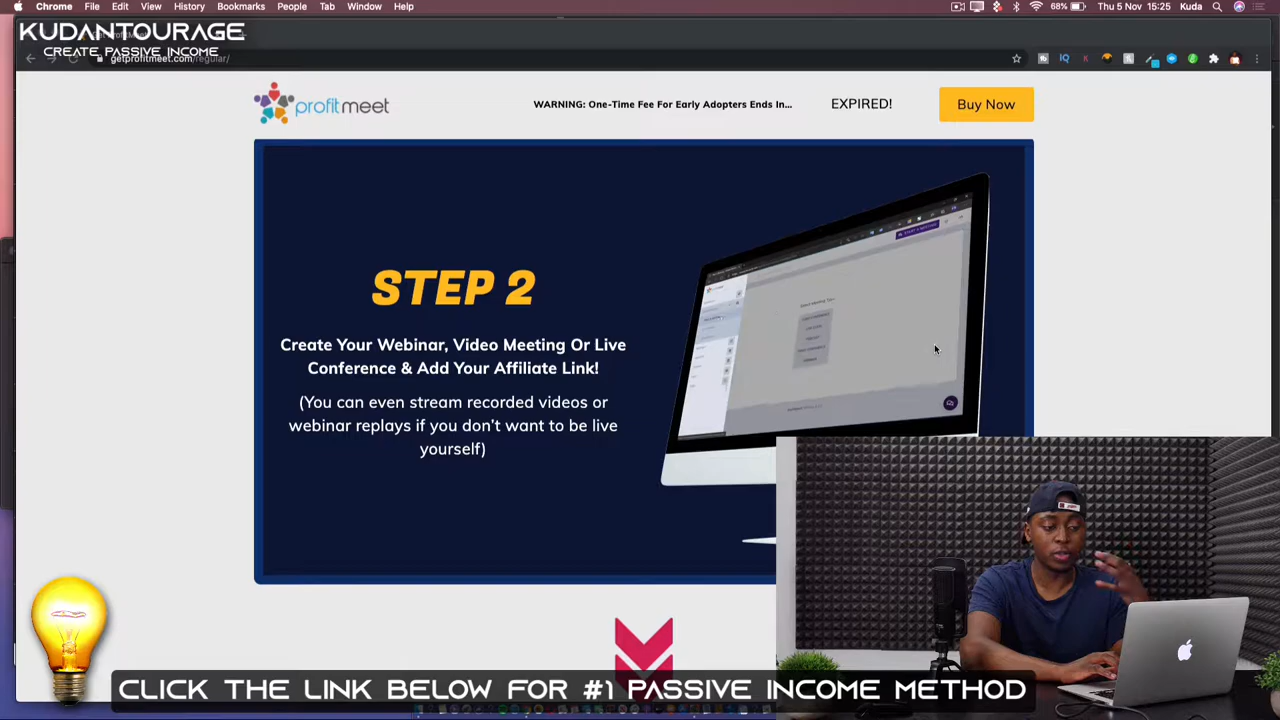 Chrome File Edit View History Bookmarks People Tab Window Help 68% Thu 5 Nov 15:25 Kuda
KUDANTOURAGE
CREATE PASSIVE INCOME
getprofitmeet.com/regular/
profitmeet
WARNING: One-Time Fee For Early Adopters Ends In...
EXPIRED!
Buy Now
STEP 2
Create Your Webinar, Video Meeting Or Live
Conference & Add Your Affiliate Link!
(You can even stream recorded videos or
webinar replays if you don't want to be live
yourself)
CLICK THE LINK BELOW FOR #1 PASSIVE INCOME METHOD